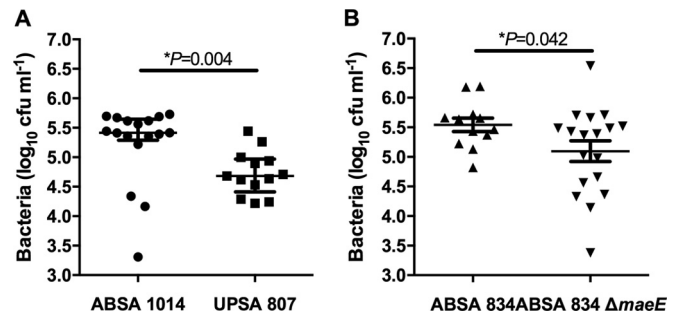 A
*P=0.004
Bacteria (log10 cfu ml-1)
7.0
6.5
6.0
5.5
5.0
4.5
4.0
3.5
3.0
ABSA 1014 UPSA 807
B
*P=0.042
Bacteria (log10 cfu ml-1)
7.0
6.5
6.0
5.5
5.0
4.5
4.0
3.5
3.0
ABSA 834ABSA 834 ΔmaeE